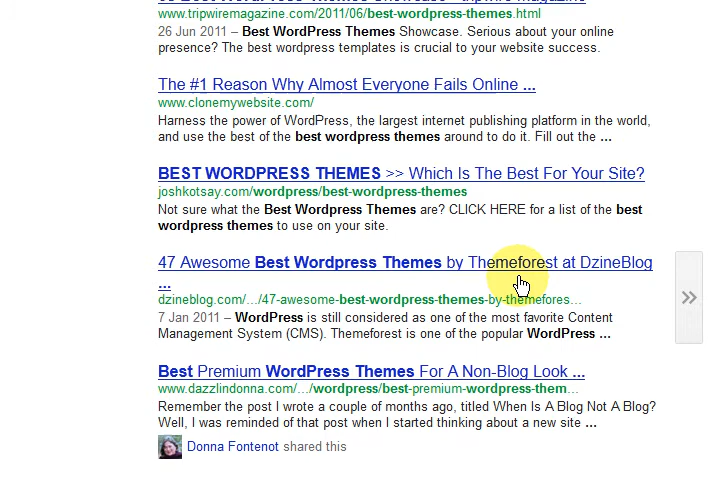 www.tripwiremagazine.com/2011/06/best-wordpress-themes.html
26 Jun 2011 – Best WordPress Themes Showcase. Serious about your online
presence? The best wordpress templates is crucial to your website success.
The #1 Reason Why Almost Everyone Fails Online ...
www.clonemywebsite.com/
Harness the power of WordPress, the largest internet publishing platform in the world,
and use the best of the best wordpress themes around to do it. Fill out the ...
BEST WORDPRESS THEMES >> Which Is The Best For Your Site?
joshkotsay.com/wordpress/best-wordpress-themes
Not sure what the Best Wordpress Themes are? CLICK HERE for a list of the best
wordpress themes to use on your site.
47 Awesome Best Wordpress Themes by Themeforest at DzineBlog
...
dzineblog.com/.../47-awesome-best-wordpress-themes-by-themefores...
7 Jan 2011 – WordPress is still considered as one of the most favorite Content
Management System (CMS). Themeforest is one of the popular WordPress ...
Best Premium WordPress Themes For A Non-Blog Look ...
www.dazzlindonna.com/.../wordpress/best-premium-wordpress-them...
Remember the post I wrote a couple of months ago, titled When Is A Blog Not A Blog?
Well, I was reminded of that post when I started thinking about a new site ...
Donna Fontenot shared this